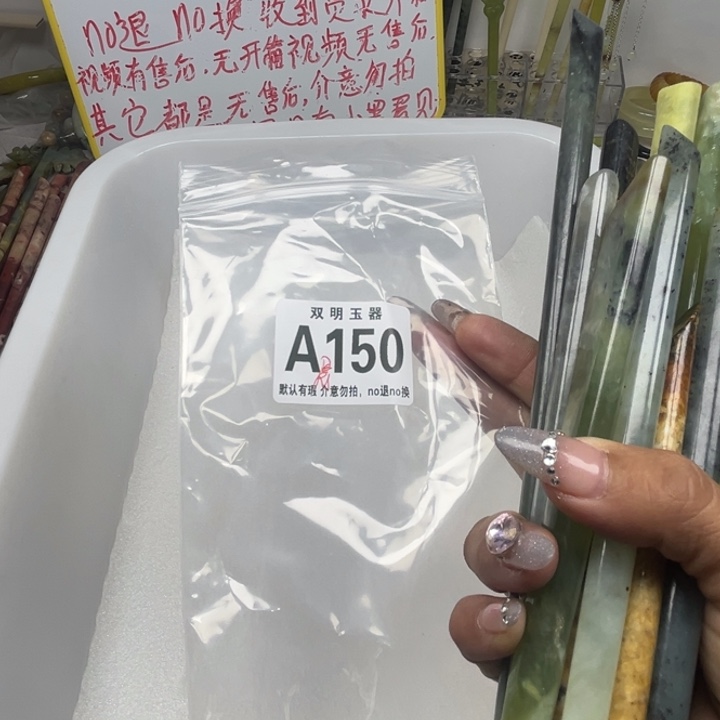 no退 no换 收到货
视频有售后,无开箱视频无售后,
其它都是无售后,介意勿拍
双明玉器
A150
默认有瑕 介意勿拍,no退no换